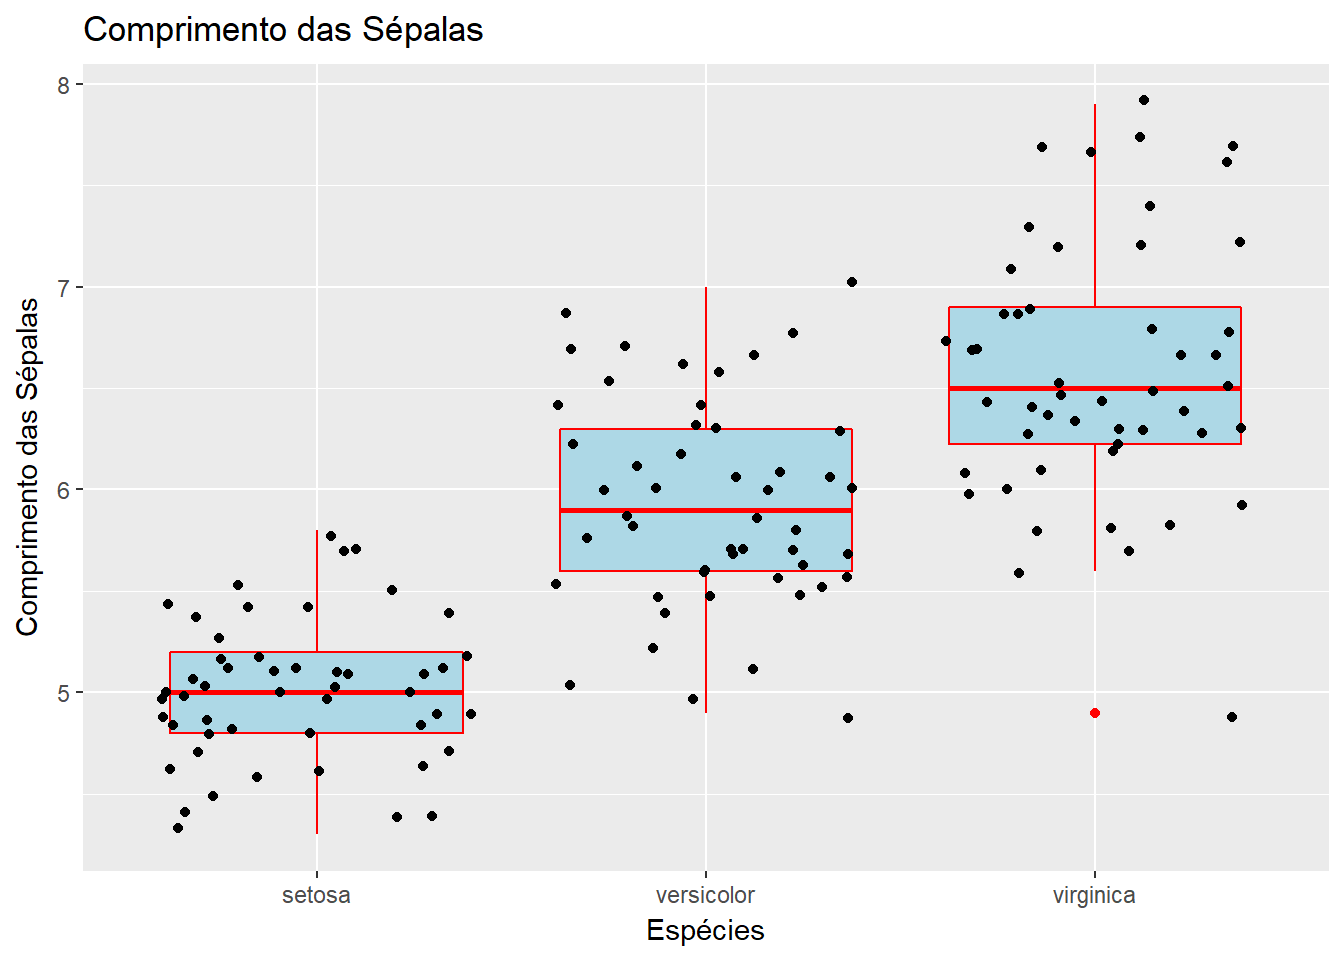 Comprimento das Sépalas
Comprimento das Sépalas
8
7
6
5
setosa
versicolor
virginica
Espécies